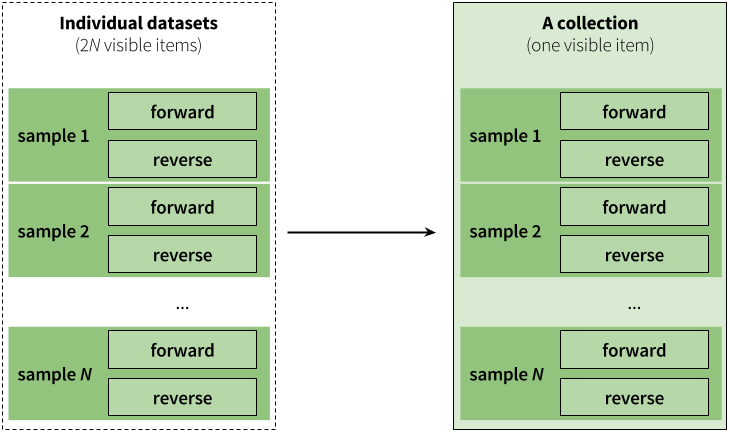 Individual datasets
(2N visible items)
sample 1
forward
reverse
sample 2
forward
reverse
...
sample N
forward
reverse
A collection
(one visible item)
sample 1
forward
reverse
sample 2
forward
reverse
...
sample N
forward
reverse